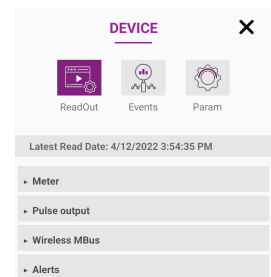 DEVICE
ReadOut Events Param
Latest Read Date: 4/12/2022 3:54:35 PM
▸ Meter
▸ Pulse output
▸ Wireless MBus
▸ Alerts